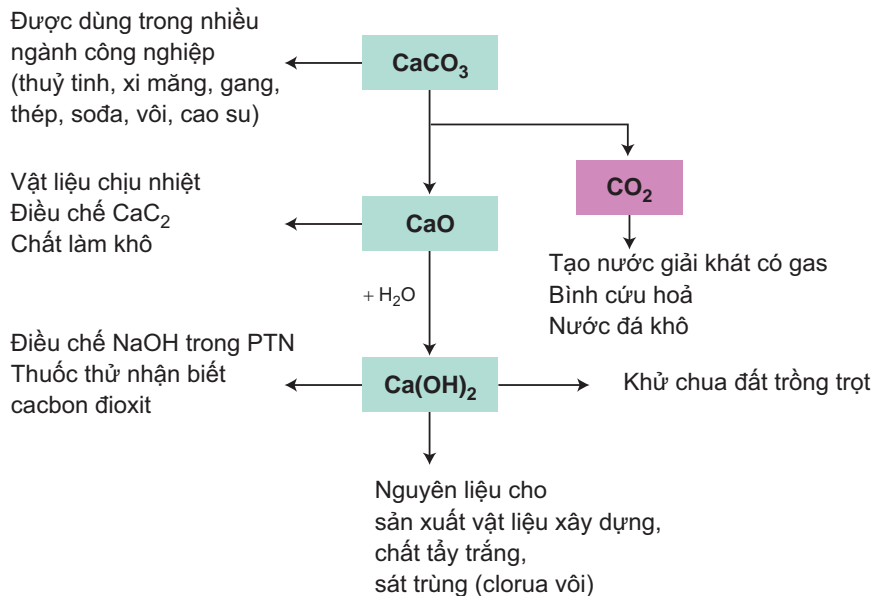 Được dùng trong nhiều
ngành công nghiệp
(thuỷ tinh, xi măng, gang,
thép, sođa, vôi, cao su)
CaCO₃
Vật liệu chịu nhiệt
Điều chế CaC₂
Chất làm khô
CaO
CO₂
Tạo nước giải khát có gas
Bình cứu hoả
Nước đá khô
+ H₂O
Điều chế NaOH trong PTN
Thuốc thử nhận biết
cacbon đioxit
Ca(OH)₂
Khử chua đất trồng trọt
Nguyên liệu cho
sản xuất vật liệu xây dựng,
chất tẩy trắng,
sát trùng (clorua vôi)